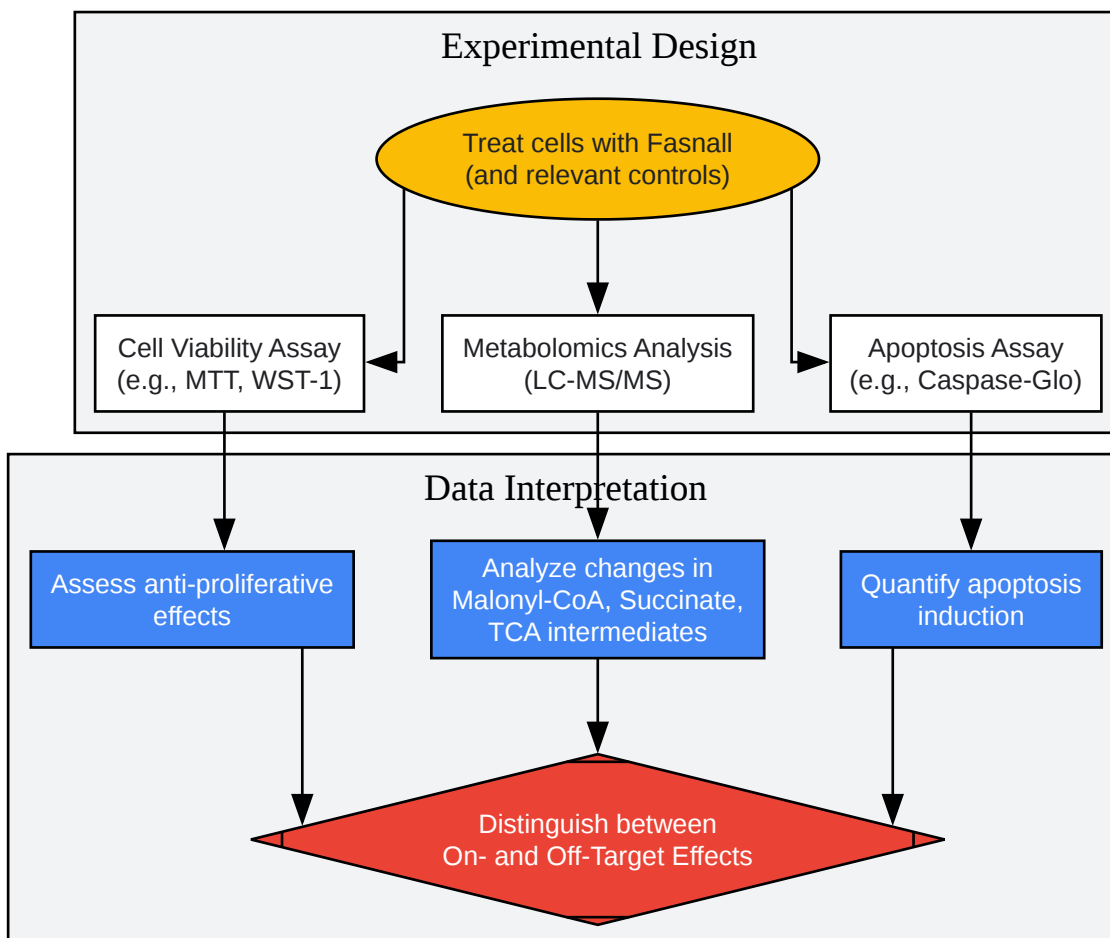 Experimental Design
Treat cells with Fasnall
(and relevant controls)
Cell Viability Assay
(e.g., MTT, WST-1)
Metabolomics Analysis
(LC-MS/MS)
Apoptosis Assay
(e.g., Caspase-Glo)
Data Interpretation
Assess anti-proliferative
effects
Analyze changes in
Malonyl-CoA, Succinate,
TCA intermediates
Quantify apoptosis
induction
Distinguish between
On- and Off-Target Effects